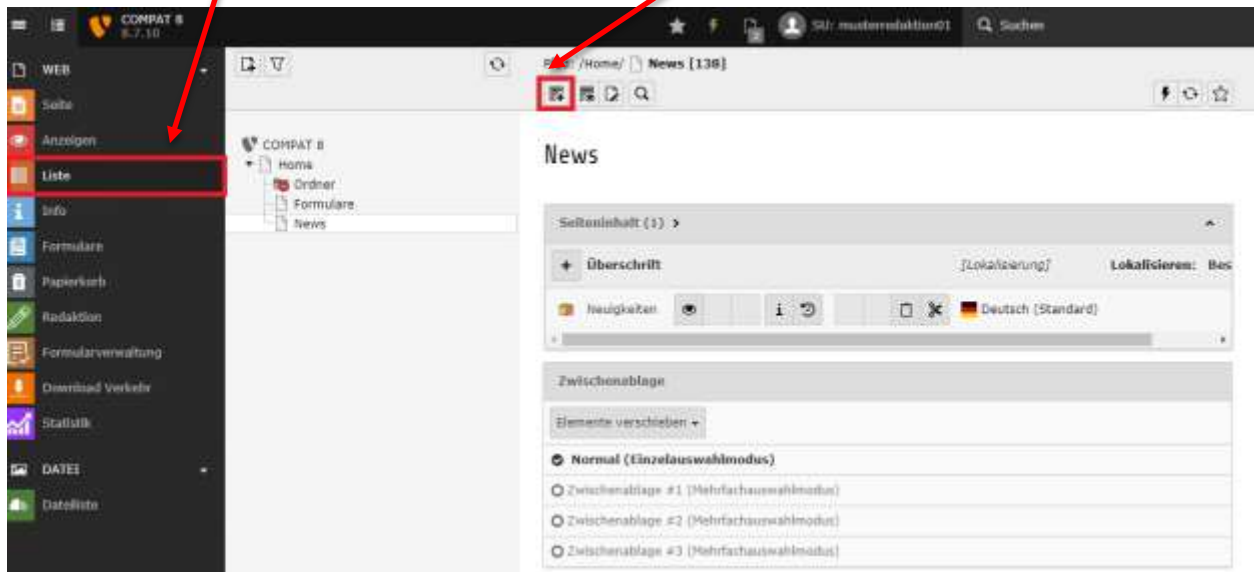 COMPAT 8
8.7.10
SU: musterredaktion01
Suchen
WEB
Seite
Anzeigen
Liste
Info
Formulare
Papierkorb
Redaktion
Formularverwaltung
Download Verkehr
Statistik
DATEI
Dateiliste
COMPAT 8
Home
Ordner
Formulare
News
/Home/ News [138]
News
Seiteninhalt (1)
Überschrift [Lokalisierung] Lokalisieren: Bes
Neuigkeiten Deutsch (Standard)
Zwischenablage
Elemente verschieben
Normal (Einzelauswahlmodus)
Zwischenablage #1 (Mehrfachauswahlmodus)
Zwischenablage #2 (Mehrfachauswahlmodus)
Zwischenablage #3 (Mehrfachauswahlmodus)